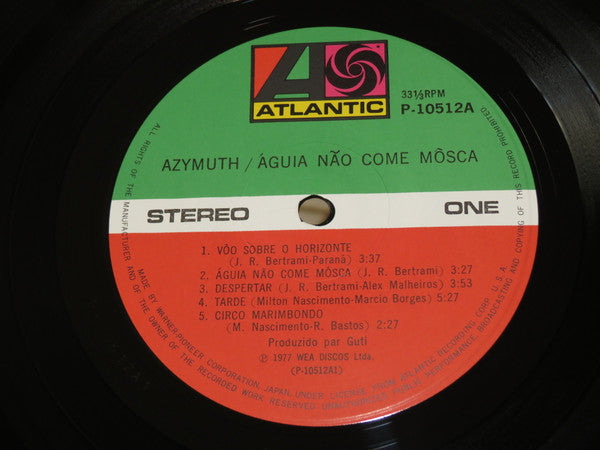 ATLANTIC
33⅓RPM
P-10512A
AZYMUTH / ÁGUIA NÃO COME MÔSCA
STEREO
ONE
1. VÔO SOBRE O HORIZONTE
(J. R. Bertrami-Paraná) 3:37
2. ÁGUIA NÃO COME MÔSCA (J. R. Bertrami) 3:27
3. DESPERTAR (J. R. Bertrami-Alex Malheiros) 3:53
4. TARDE (Milton Nascimento-Marcio Borges) 5:27
5. CIRCO MARIMBONDO
(M. Nascimento-R. Bastos) 2:27
Produzido par Guti
℗ 1977 WEA DISCOS Ltda.
(P-10512A1)
MADE BY WARNER-PIONEER CORPORATION, JAPAN, UNDER LICENSE FROM ATLANTIC RECORDING CORP. U.S.A.
ALL RIGHTS OF THE MANUFACTURER AND OF THE OWNER OF THE RECORDED WORK RESERVED UNAUTHORIZED PUBLIC PERFORMANCE, BROADCASTING AND COPYING OF THIS RECORD PROHIBITED.